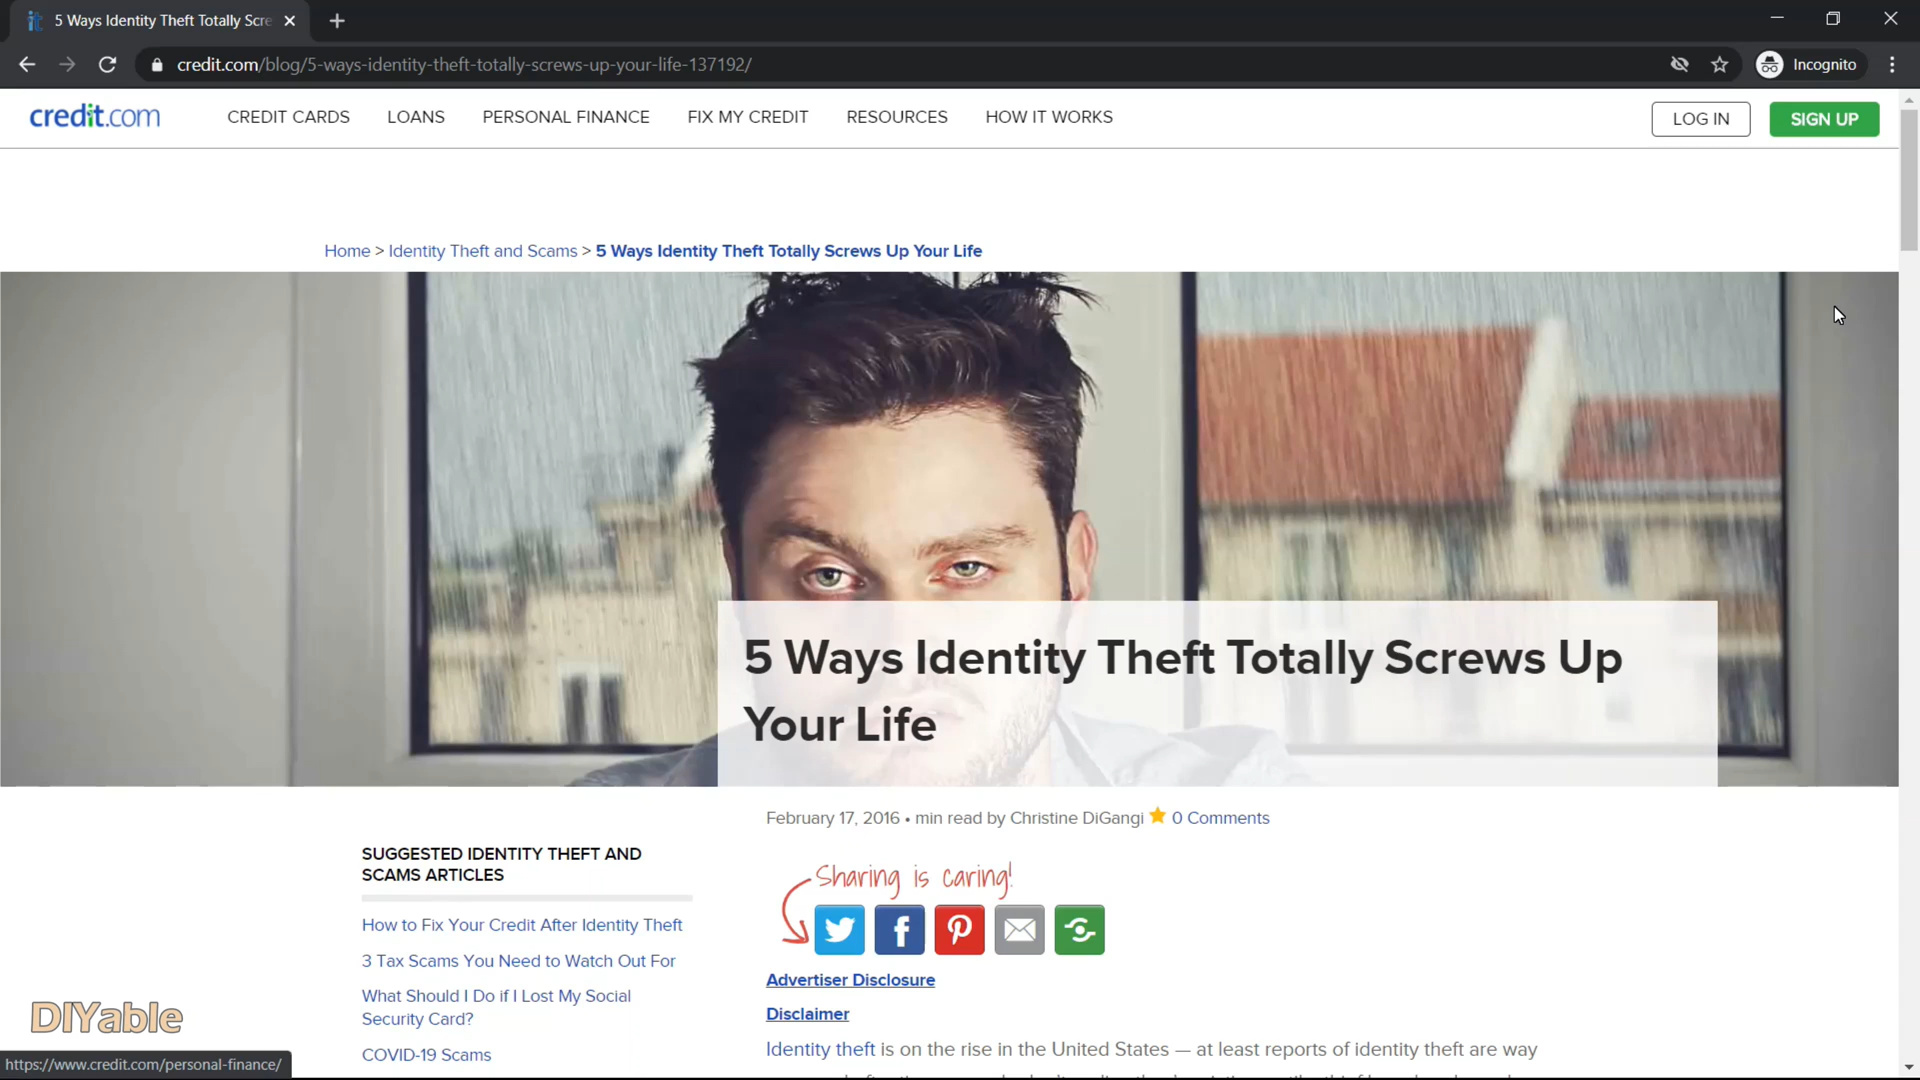 5 Ways Identity Theft Totally Scre
credit.com/blog/5-ways-identity-theft-totally-screws-up-your-life-137192/
Incognito
credit.com
CREDIT CARDS
LOANS
PERSONAL FINANCE
FIX MY CREDIT
RESOURCES
HOW IT WORKS
LOG IN
SIGN UP
Home > Identity Theft and Scams > 5 Ways Identity Theft Totally Screws Up Your Life
5 Ways Identity Theft Totally Screws Up
Your Life
February 17, 2016 • min read by Christine DiGangi 0 Comments
SUGGESTED IDENTITY THEFT AND
SCAMS ARTICLES
How to Fix Your Credit After Identity Theft
3 Tax Scams You Need to Watch Out For
What Should I Do if I Lost My Social
Security Card?
COVID-19 Scams
Sharing is caring!
Advertiser Disclosure
Disclaimer
Identity theft is on the rise in the United States — at least reports of identity theft are way
DIYable
https://www.credit.com/personal-finance/